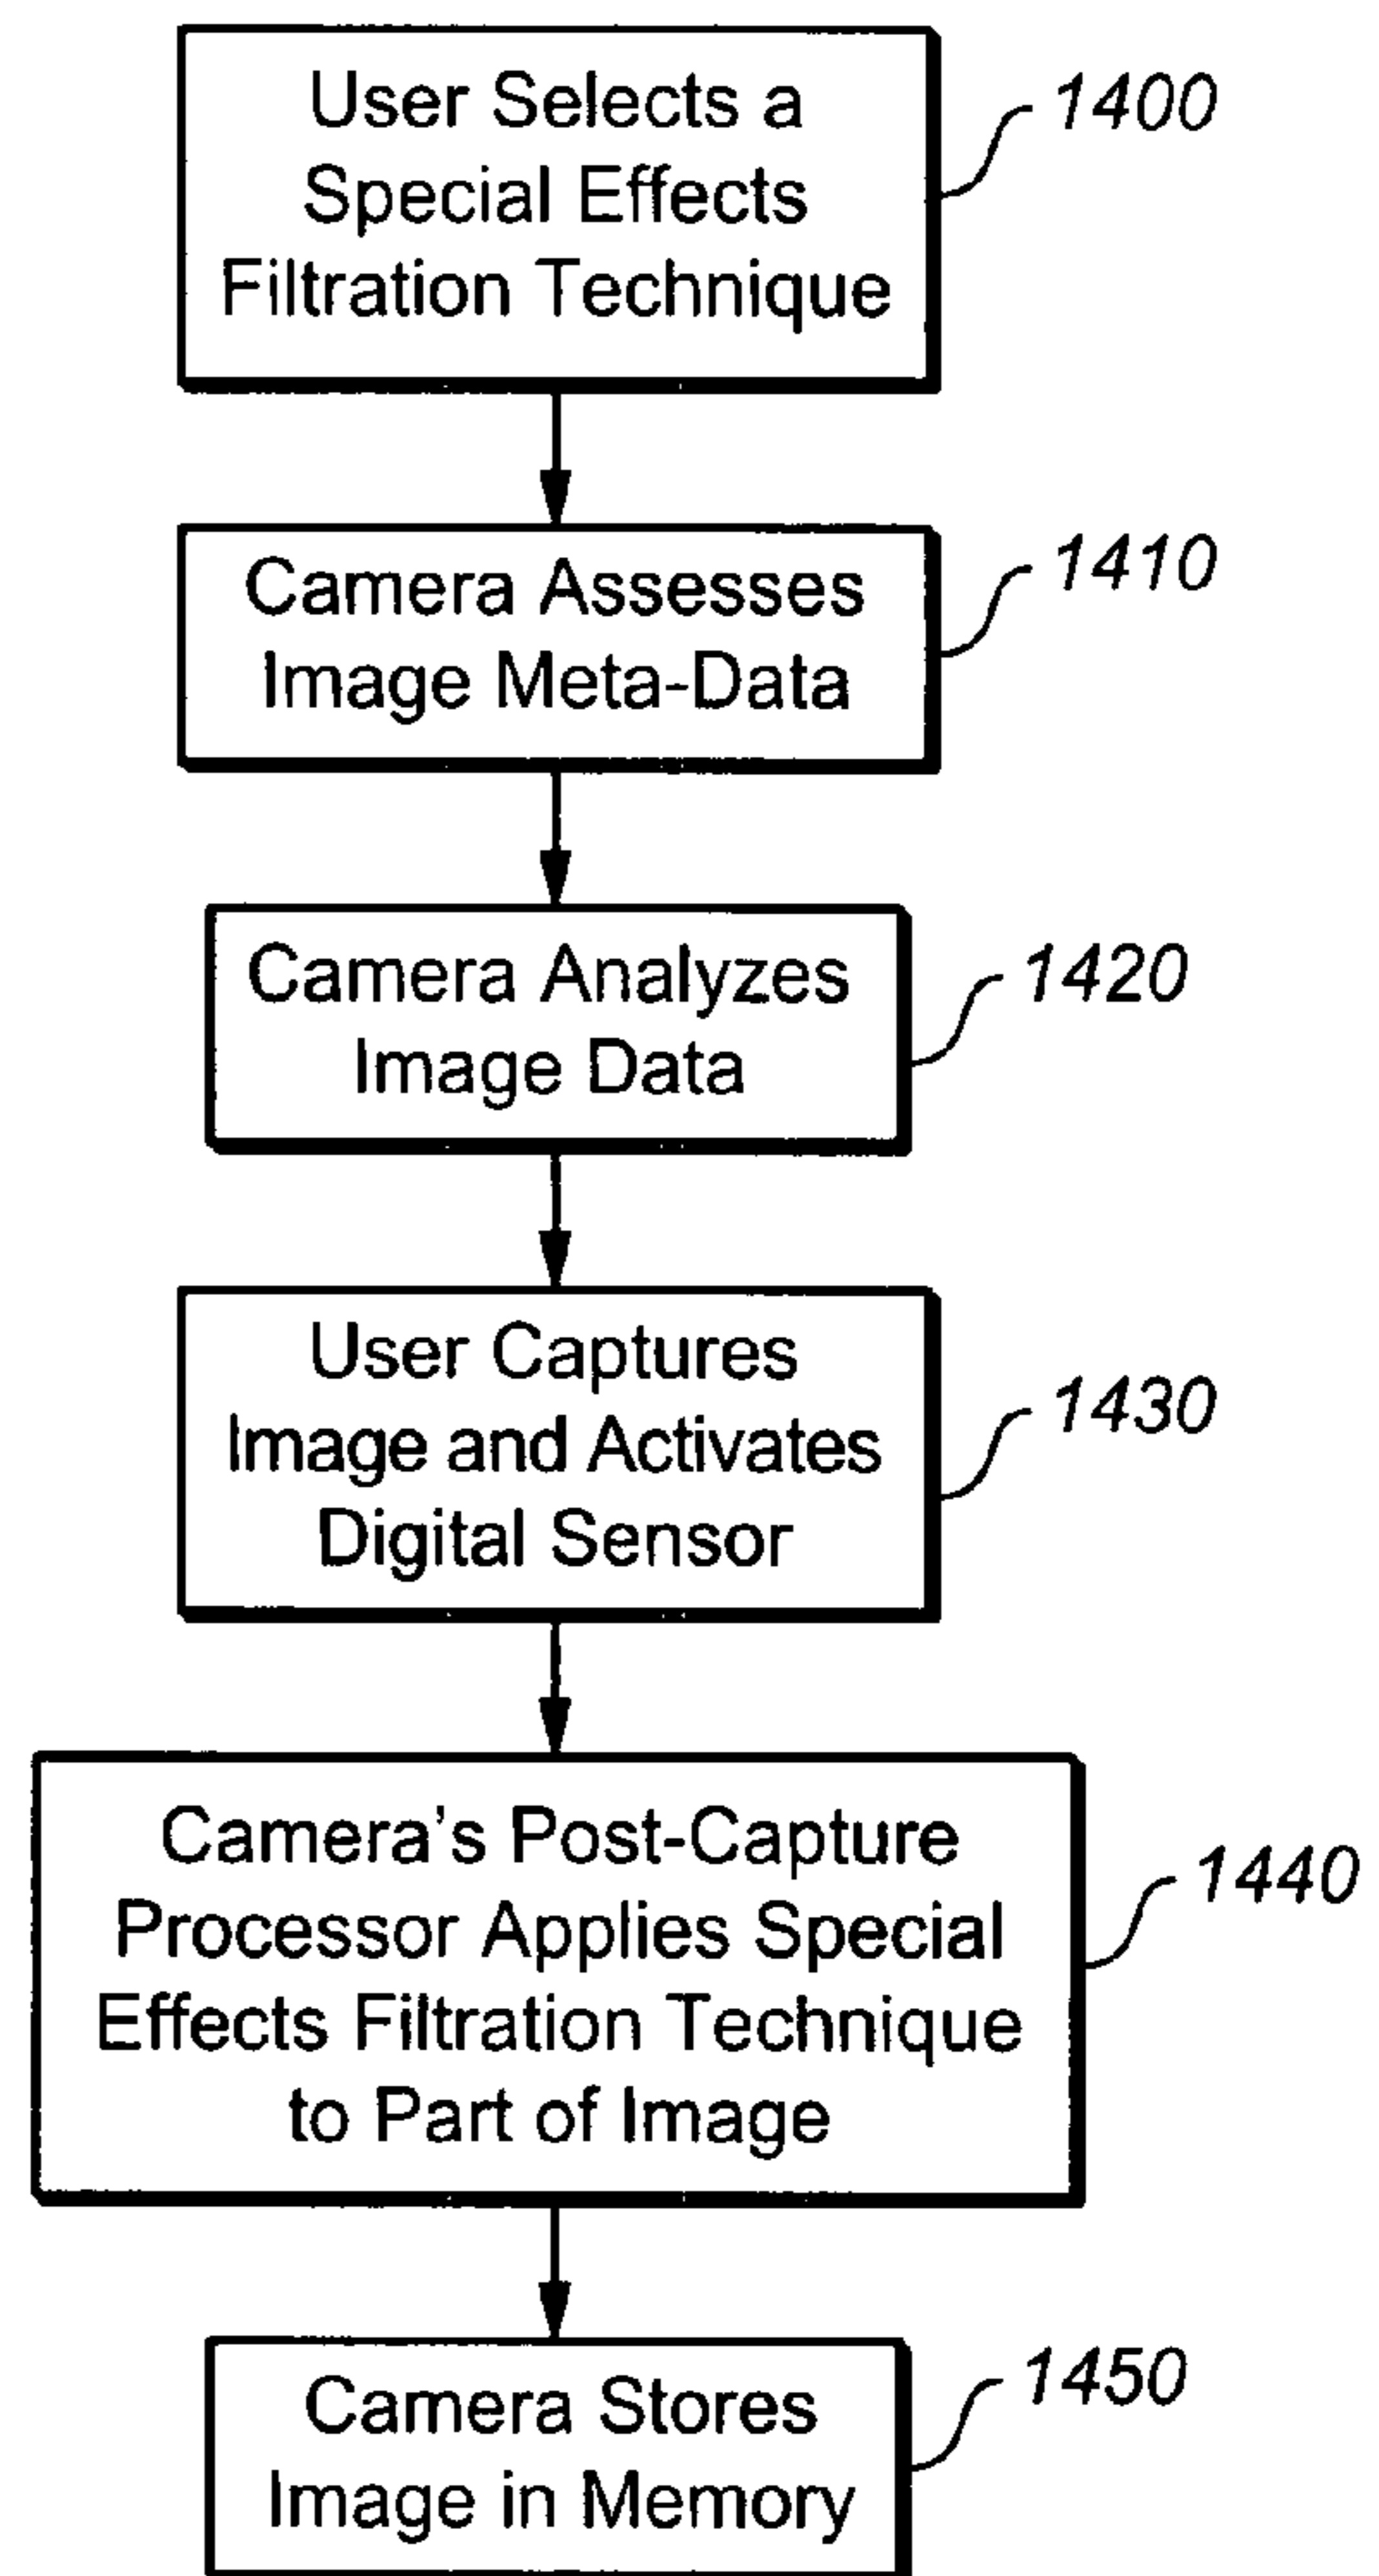 User Selects a
Special Effects
Filtration Technique
1400
Camera Assesses
Image Meta-Data
1410
Camera Analyzes
Image Data
1420
User Captures
Image and Activates
Digital Sensor
1430
Camera's Post-Capture
Processor Applies Special
Effects Filtration Technique
to Part of Image
1440
Camera Stores
Image in Memory
1450